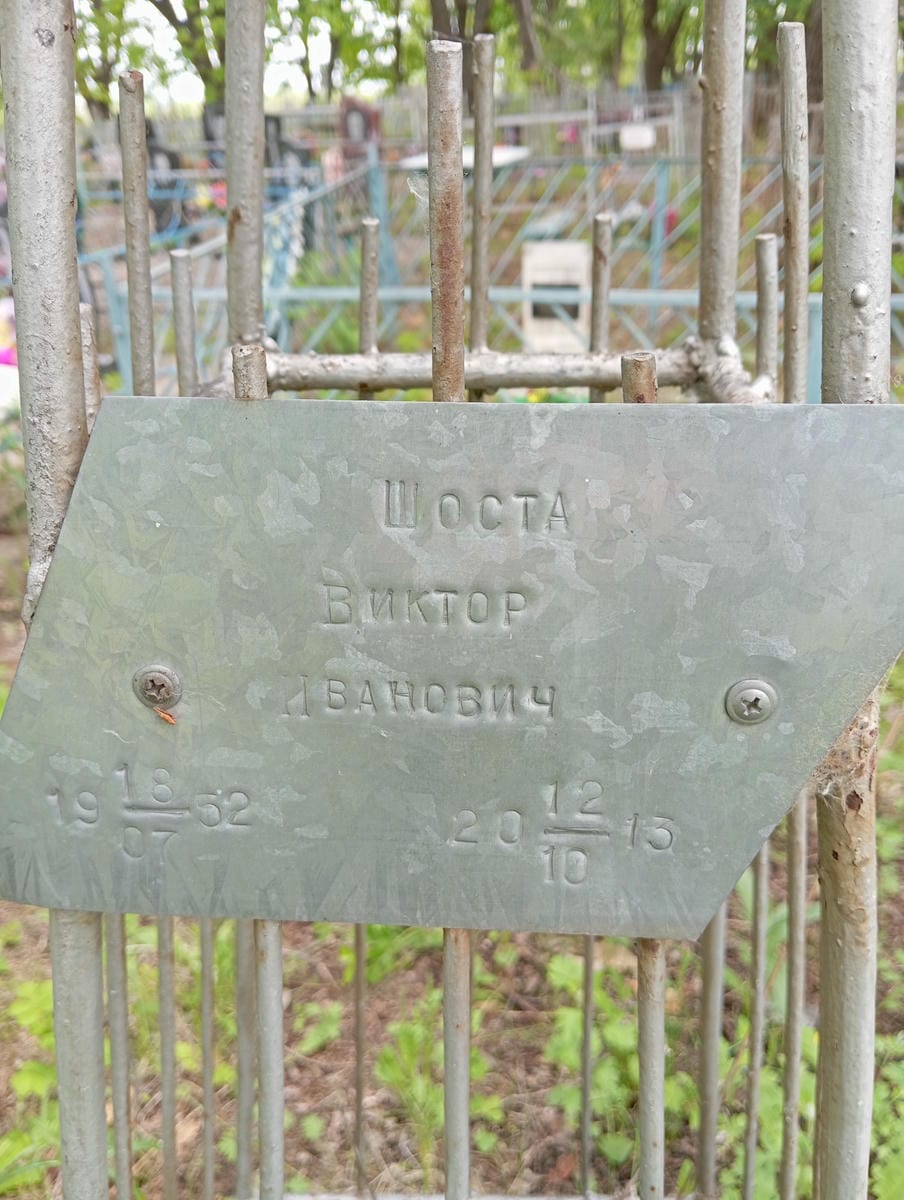 Шоста
Виктор
Иванович
19 18/07 52
20 12/10 13